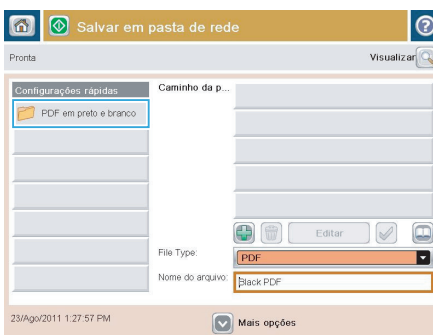 Salvar em pasta de rede
Pronta
Visualizar
Configurações rápidas
Caminho da p...
PDF em preto e branco
Editar
File Type:
PDF
Nome do arquivo:
Black PDF
23/Ago/2011 1:27:57 PM
Mais opções